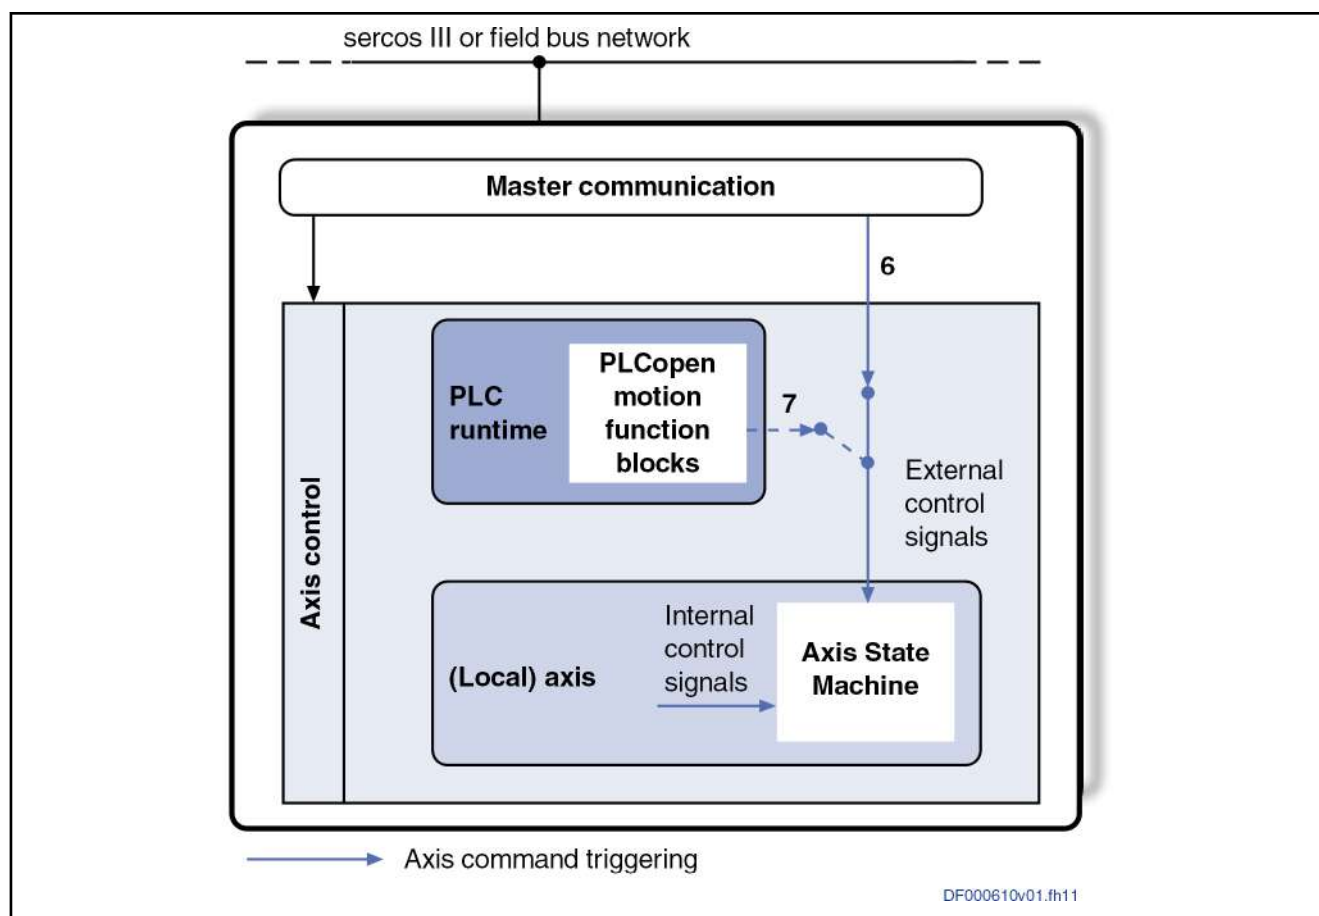 sercos III or field bus network
Master communication
6
PLCopen
motion
function
blocks
PLC
runtime
7
External
control
signals
Axis control
Internal
control
signals
(Local) axis
Axis State
Machine
Axis command triggering
DF000610v01.fh11